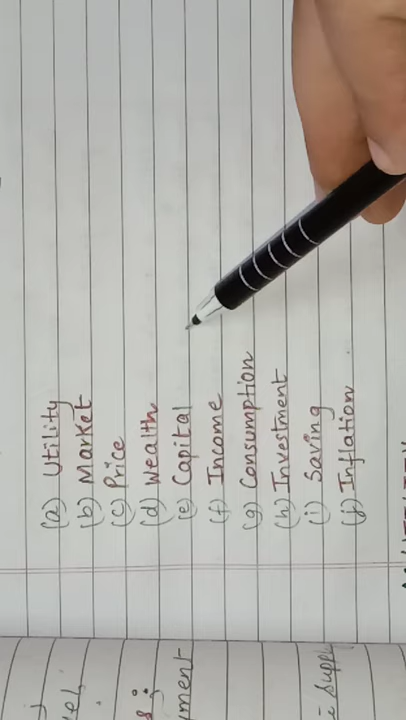 (a) Utility
(b) Market
(c) Price
(d) Wealth
(e) Capital
(f) Income
(g) Consumption
(h) Investment
(i) Saving
(j) Inflation